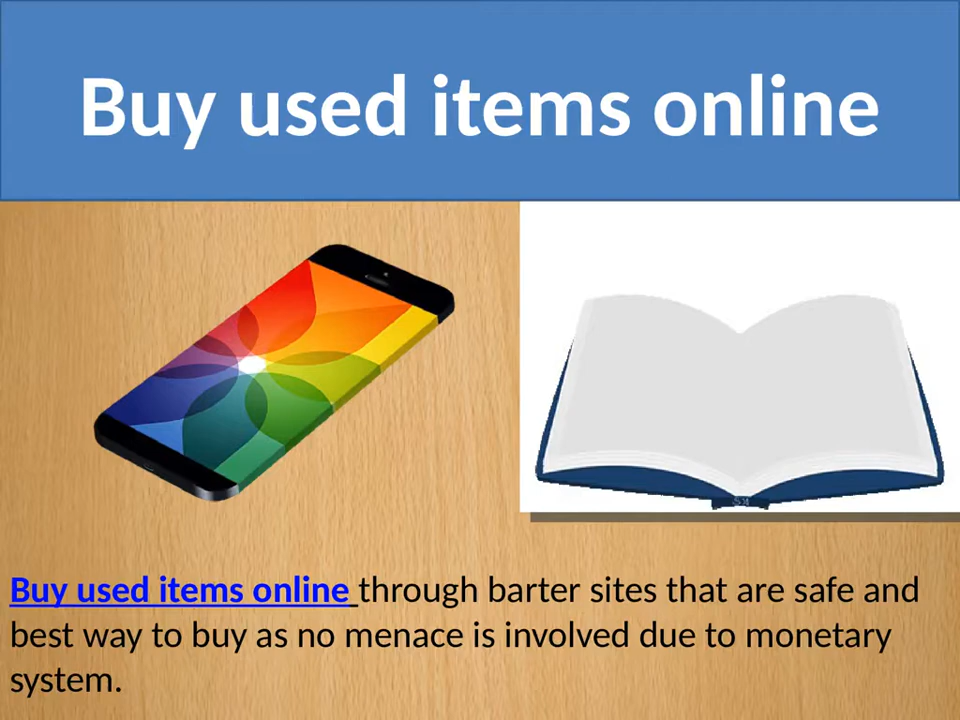 Buy used items online
Buy used items online through barter sites that are safe and
best way to buy as no menace is involved due to monetary
system.